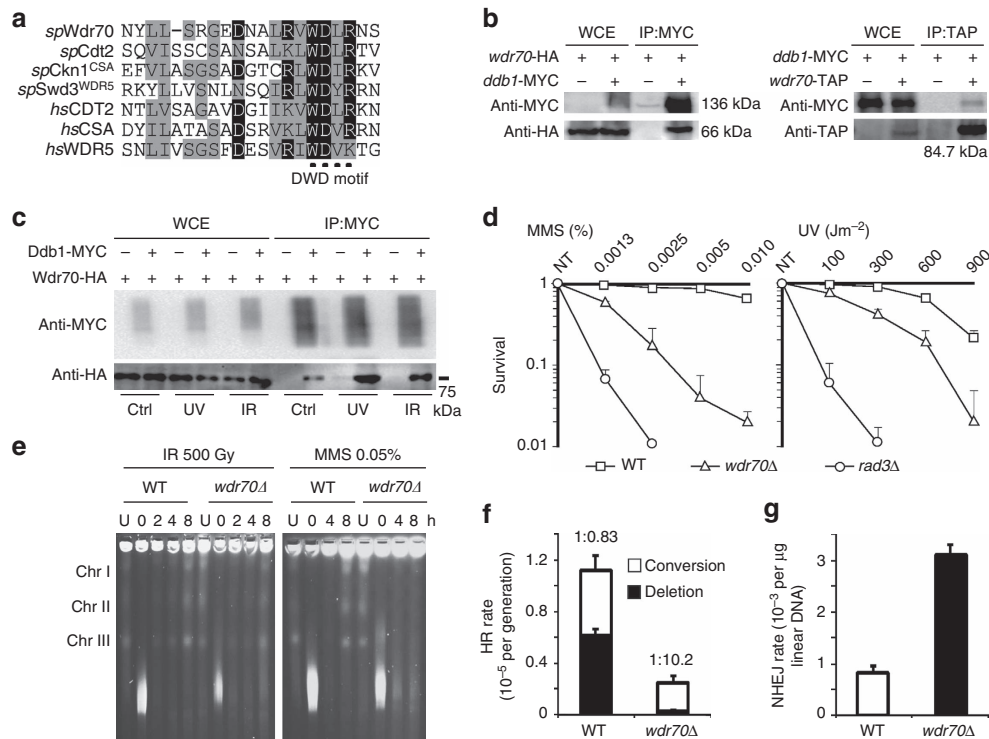 a
spWdr70 NYLL–SRGEDNALRVWDLRNS
spCdt2 SQVISSCSANSALKLWDLRTV
spCkn1CSA EFVLASGSADGTCRLWDIRKV
spSwd3WDR5 RKYLLVSNLNSQIRLWDYRSG
hsCDT2 NTLVSAGAVDGIIKVWDLRKN
hsCSA DYILATASADSRVKLWDVRRA
hsWDR5 SNLIVSGSFDESVRIWDVKTG
DWD motif
b
WCE IP:MYC
wdr70-HA + + + +
ddb1-MYC – + – +
Anti-MYC 136 kDa
Anti-HA 66 kDa
WCE IP:TAP
ddb1-MYC + + + +
wdr70-TAP – + – +
Anti-MYC
Anti-TAP
84.7 kDa
c
WCE IP:MYC
Ddb1-MYC – + – + – + – + – + – +
Wdr70-HA + + + + + + + + + + + +
Anti-MYC
Anti-HA
75
kDa
Ctrl UV IR Ctrl UV IR
d
MMS (%)
NT 0.0013 0.0025 0.005 0.010
UV (Jm−2)
NT 100 300 600 900
1
0.1
0.01
Survival
WT wdr70Δ rad3Δ
e
IR 500 Gy MMS 0.05%
WT wdr70Δ WT wdr70Δ
U 0 2 4 8 U 0 2 4 8 U 0 4 8 U 0 4 8 h
Chr I
Chr II
Chr III
f
1:0.83
1:10.2
Conversion
Deletion
1.2
0.8
0.4
0
HR rate
(10−5 per generation)
WT wdr70Δ
g
3
2
1
0
NHEJ rate (10−3 per μg
linear DNA)
WT wdr70Δ